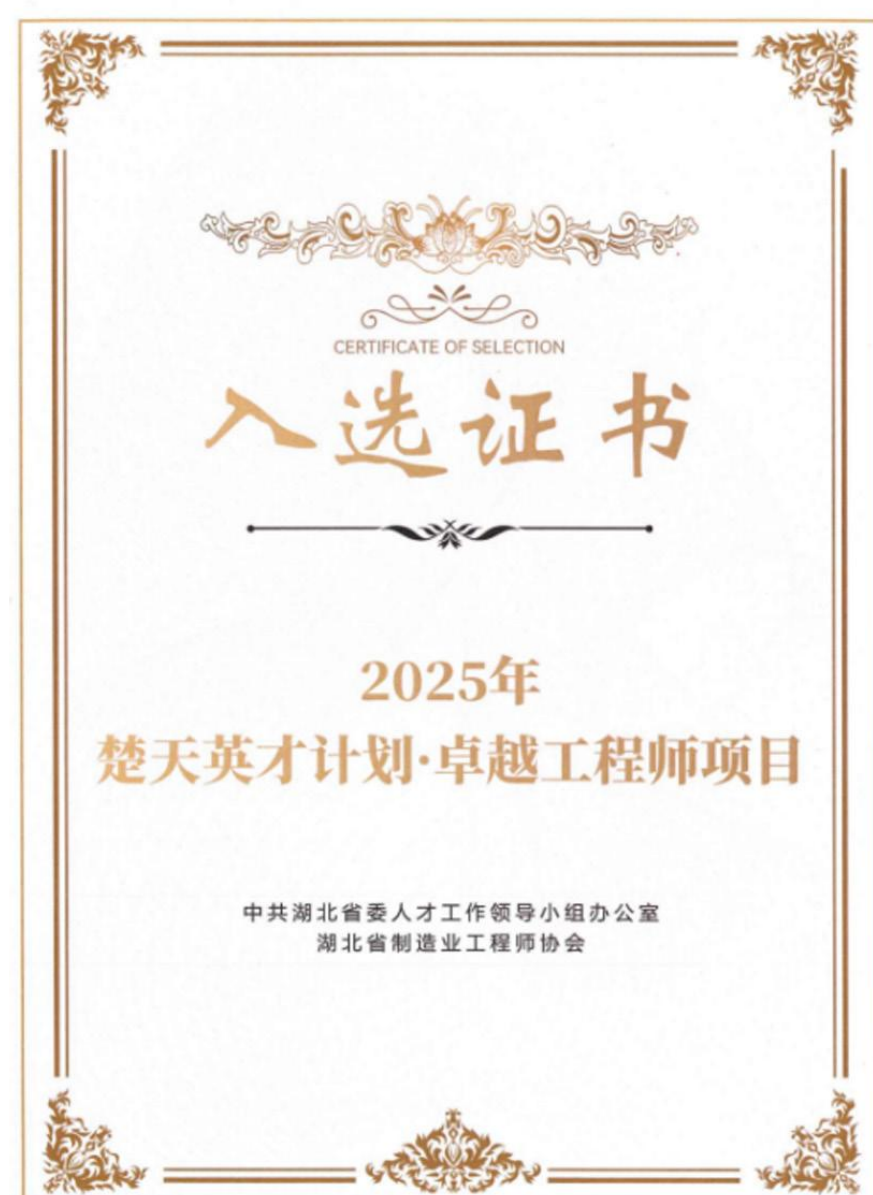 CERTIFICATE OF SELECTION
入选证书
2025年
楚天英才计划·卓越工程师项目
中共湖北省委人才工作领导小组办公室
湖北省制造业工程师协会